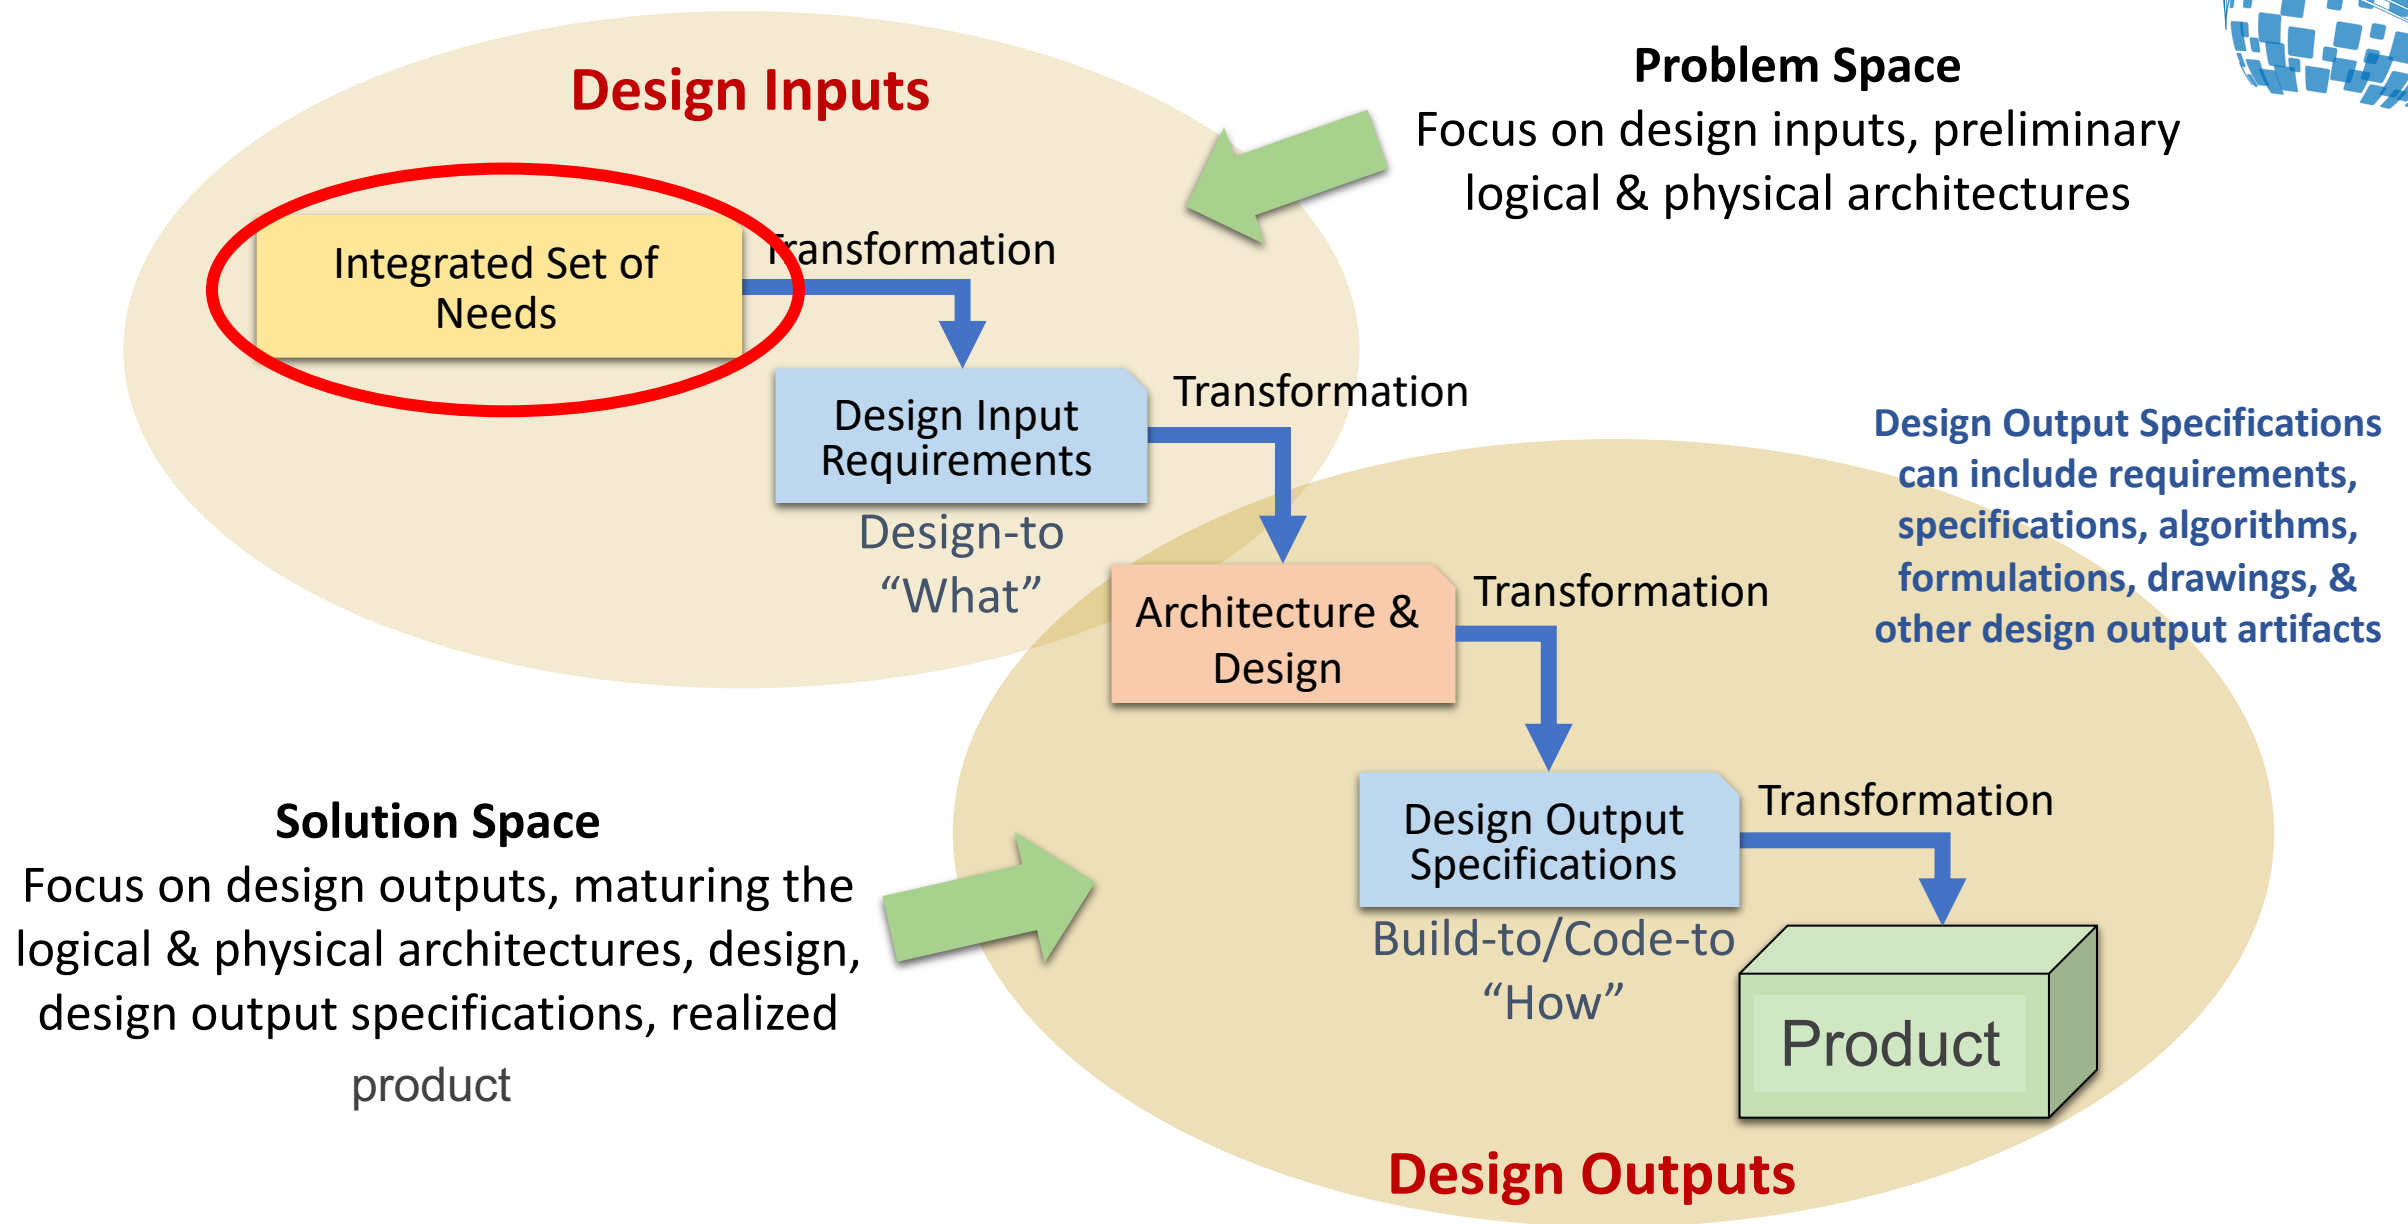 Design Inputs
Problem Space
Focus on design inputs, preliminary
logical & physical architectures
Integrated Set of
Needs
Transformation
Design Input
Requirements
Design-to
“What”
Transformation
Design Output Specifications
can include requirements,
specifications, algorithms,
formulations, drawings, &
other design output artifacts
Architecture &
Design
Transformation
Solution Space
Focus on design outputs, maturing the
logical & physical architectures, design,
design output specifications, realized
product
Design Output
Specifications
Build-to/Code-to
“How”
Transformation
Product
Design Outputs